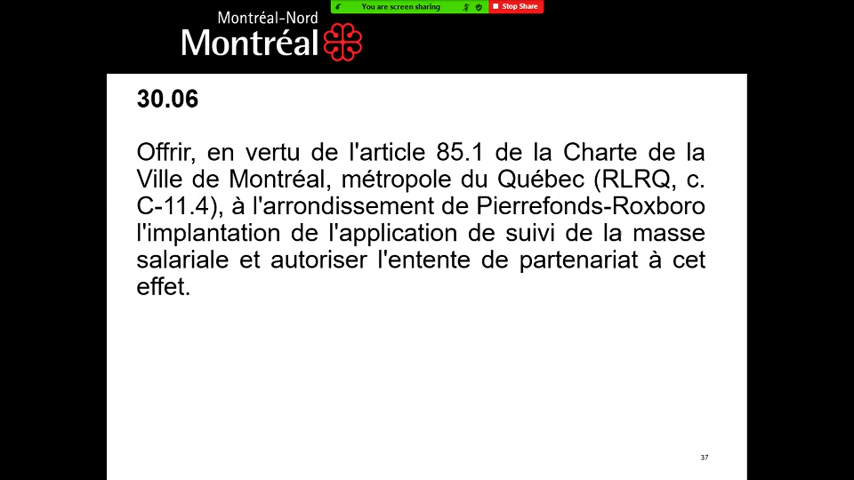 Montréal-Nord
Montréal
You are screen sharing
Stop Share
30.06
Offrir, en vertu de l'article 85.1 de la Charte de la
Ville de Montréal, métropole du Québec (RLRQ, c.
C-11.4), à l'arrondissement de Pierrefonds-Roxboro
l'implantation de l'application de suivi de la masse
salariale et autoriser l'entente de partenariat à cet
effet.
37